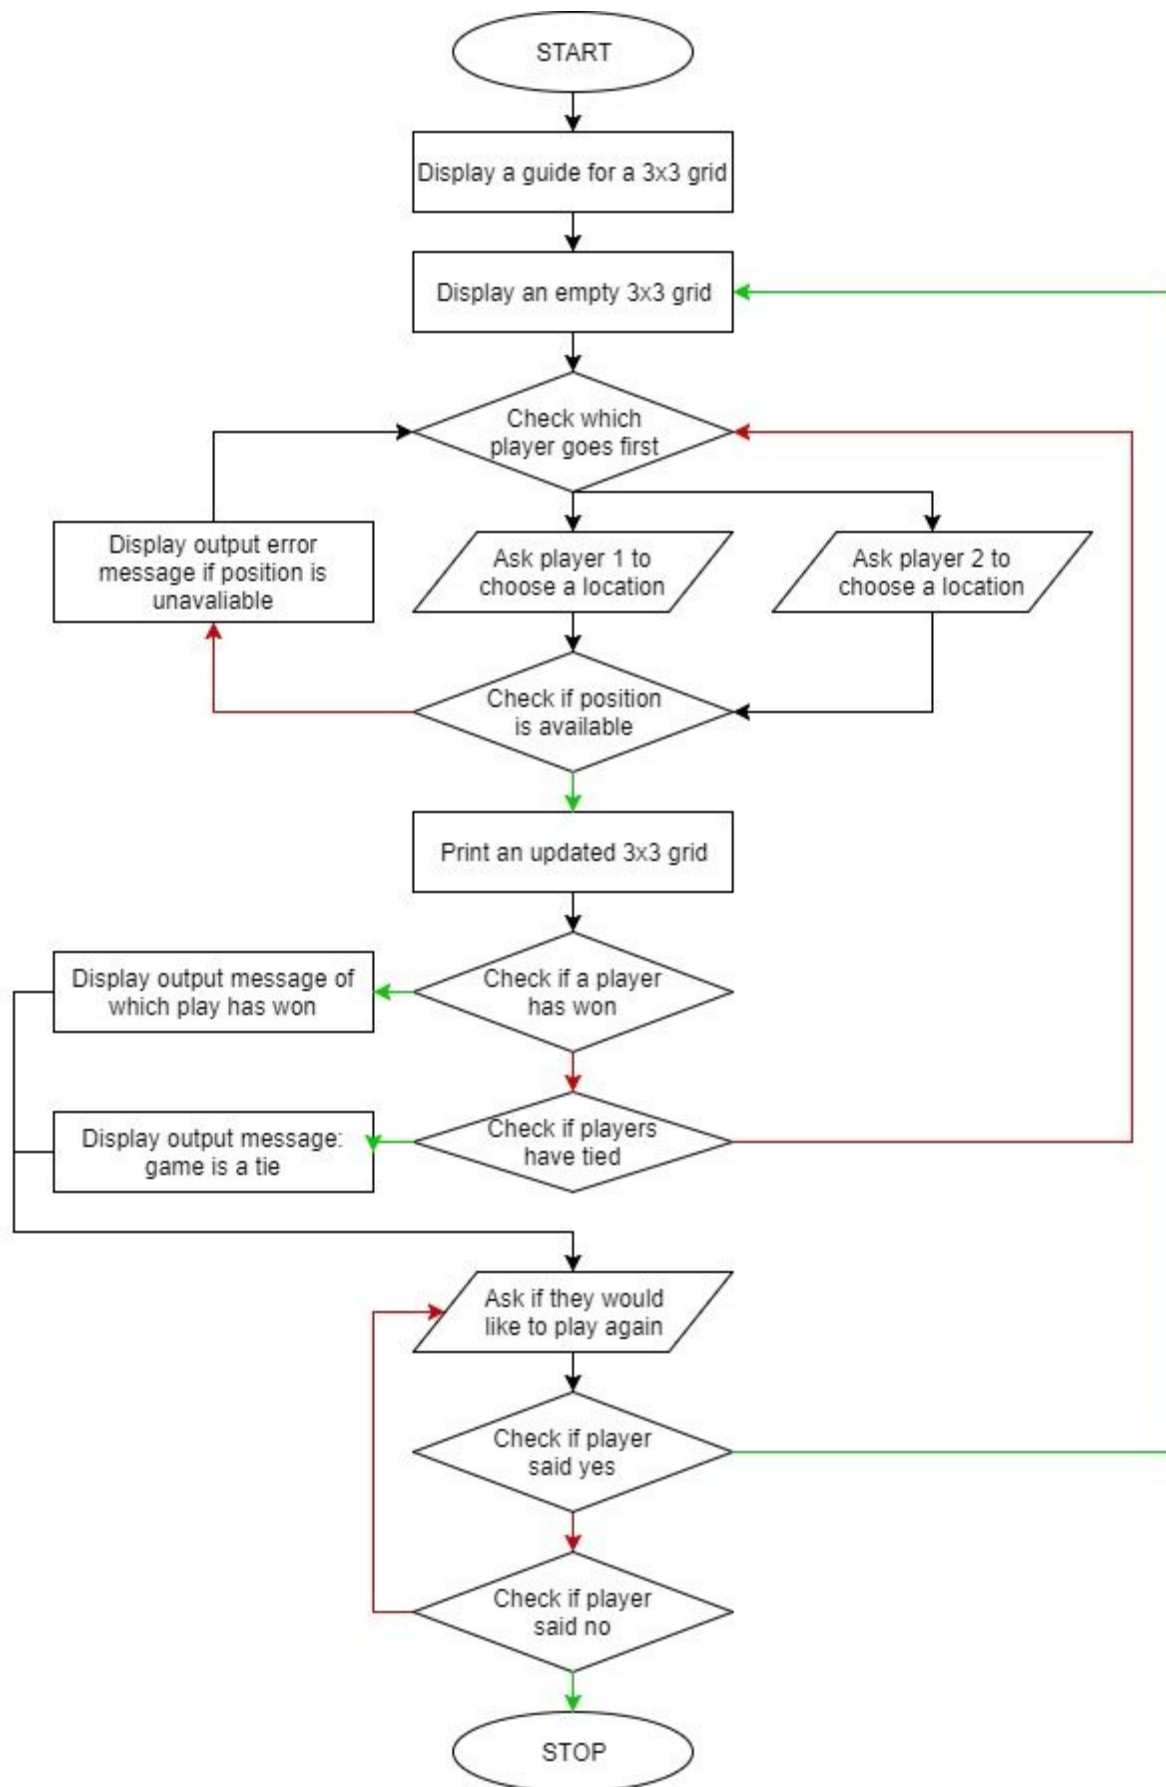 START
Display a guide for a 3x3 grid
Display an empty 3x3 grid
Check which
player goes first
Display output error
message if position is
unavaliable
Ask player 1 to
choose a location
Ask player 2 to
choose a location
Check if position
is available
Print an updated 3x3 grid
Display output message of
which play has won
Check if a player
has won
Display output message:
game is a tie
Check if players
have tied
Ask if they would
like to play again
Check if player
said yes
Check if player
said no
STOP